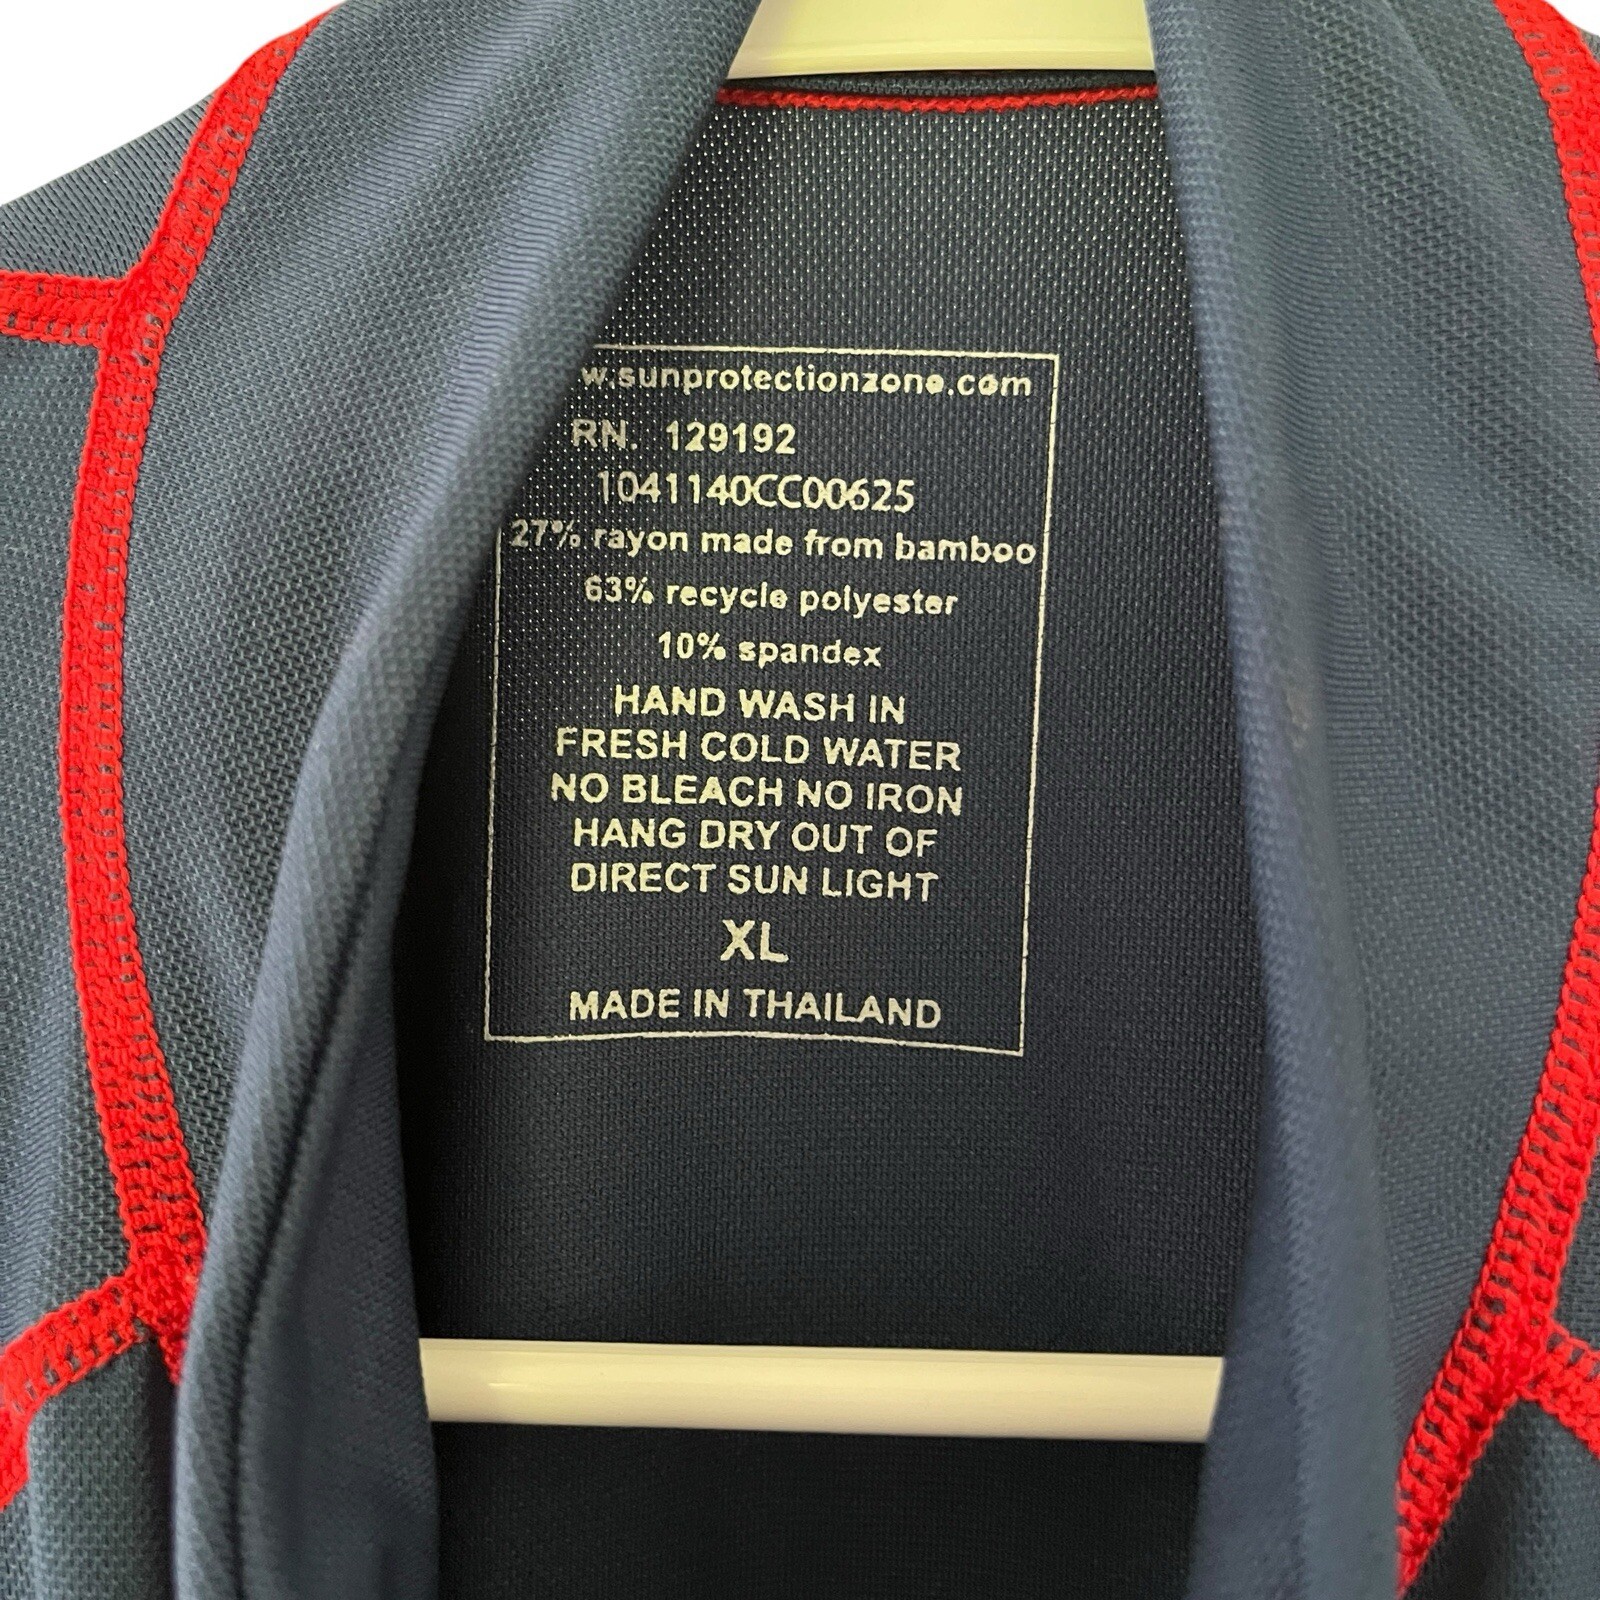 w.sunprotectionzone.com
RN. 129192
1041140CC00625
27% rayon made from bamboo
63% recycle polyester
10% spandex
HAND WASH IN
FRESH COLD WATER
NO BLEACH NO IRON
HANG DRY OUT OF
DIRECT SUN LIGHT
XL
MADE IN THAILAND